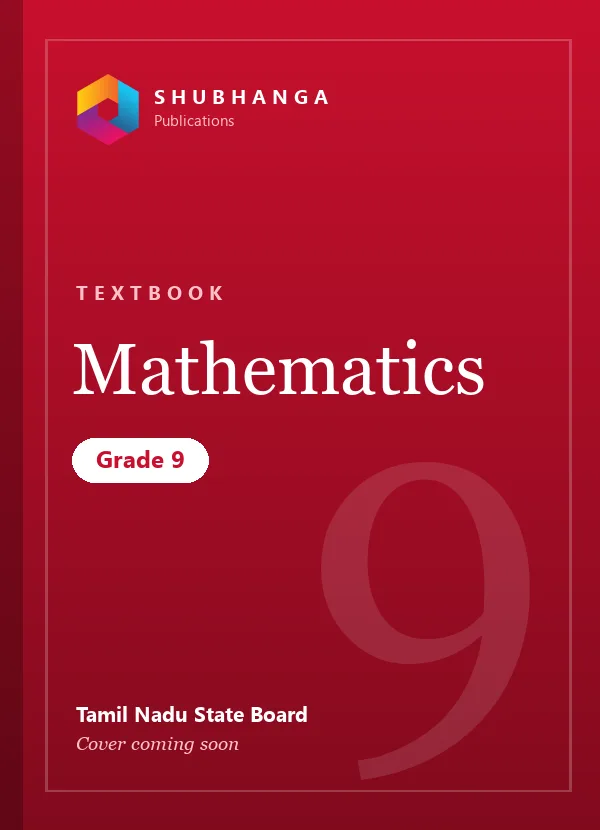 SHUBHANGA
Publications
TEXTBOOK
Mathematics
Grade 9
9
Tamil Nadu State Board
Cover coming soon